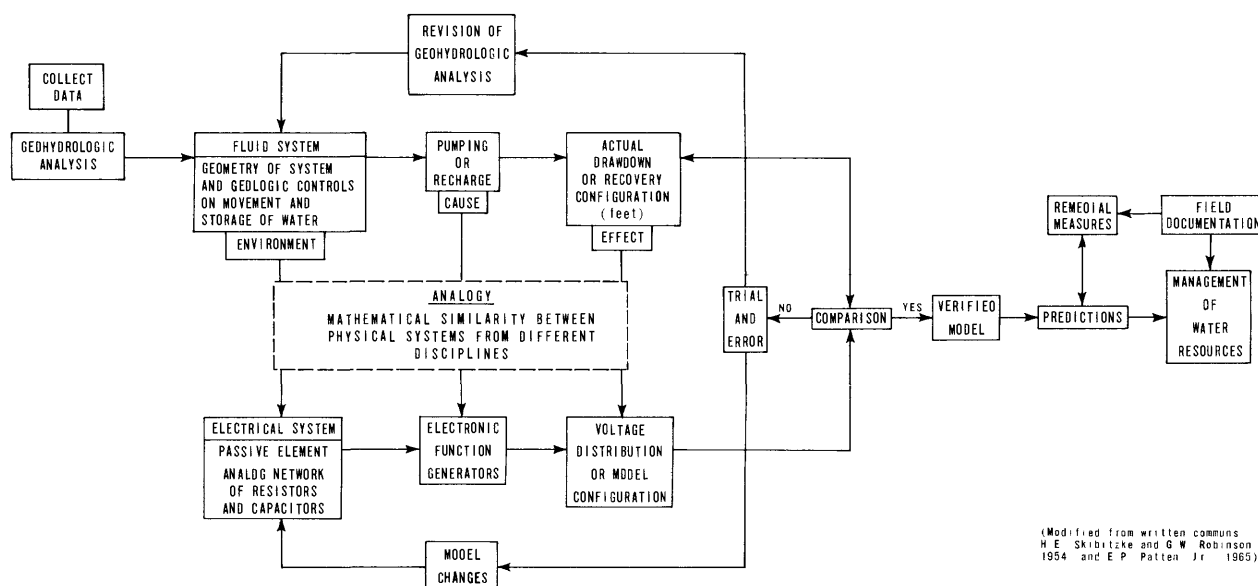 REVISION OF
GEOHYDROLOGIC
ANALYSIS
COLLECT
DATA
GEOHYDROLOGIC
ANALYSIS
FLUID SYSTEM
GEOMETRY OF SYSTEM
AND GEOLOGIC CONTROLS
ON MOVEMENT AND
STORAGE OF WATER
ENVIRONMENT
PUMPING
OR
RECHARGE
CAUSE
ACTUAL
DRAWDOWN
OR RECOVERY
CONFIGURATION
(feet)
EFFECT
ANALOGY
MATHEMATICAL SIMILARITY BETWEEN
PHYSICAL SYSTEMS FROM DIFFERENT
DISCIPLINES
ELECTRICAL SYSTEM
PASSIVE ELEMENT
ANALOG NETWORK
OF RESISTORS
AND CAPACITORS
ELECTRONIC
FUNCTION
GENERATORS
VOLTAGE
DISTRIBUTION
OR MODEL
CONFIGURATION
MODEL
CHANGES
TRIAL
AND
ERROR
NO
COMPARISON
YES
VERIFIED
MODEL
PREDICTIONS
REMEDIAL
MEASURES
FIELD
DOCUMENTATION
MANAGEMENT
OF
WATER
RESOURCES
(Modified from written communs
H E Skibitzke and G W Robinson
1954 and E P Patten Jr 1965)